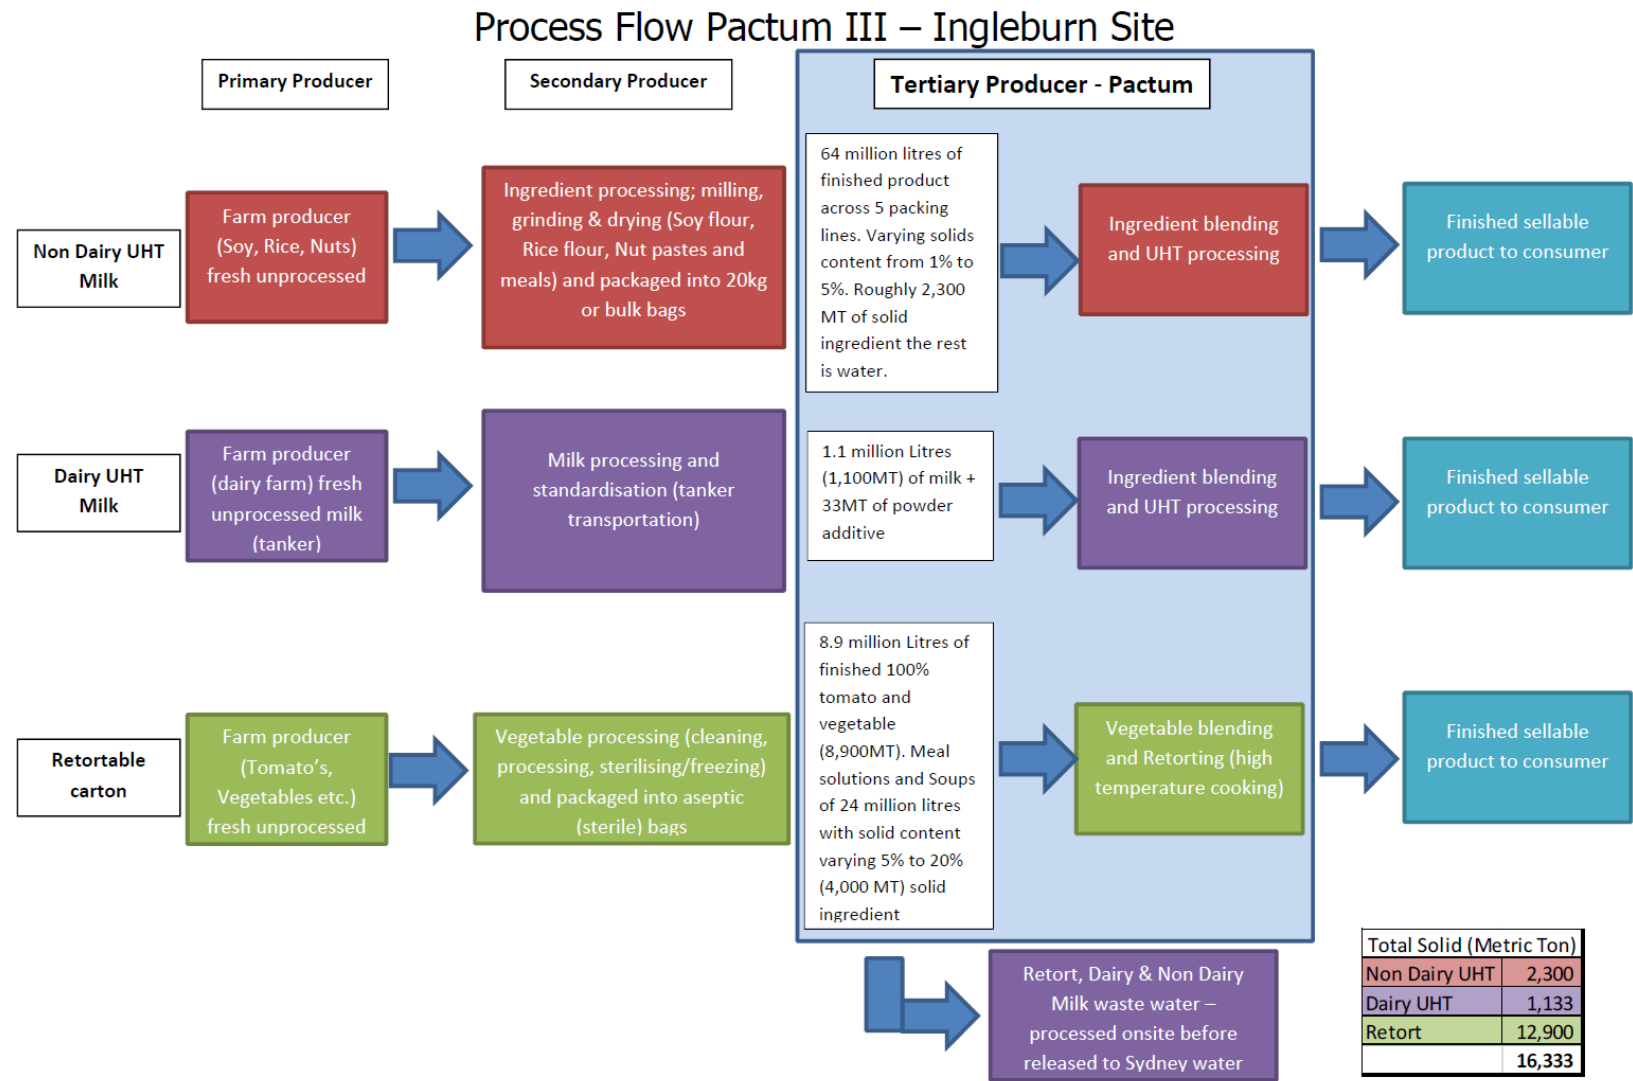 Process Flow Pactum III – Ingleburn Site
Primary Producer
Secondary Producer
Tertiary Producer - Pactum
Non Dairy UHT
Milk
Farm producer
(Soy, Rice, Nuts)
fresh unprocessed
Ingredient processing; milling,
grinding & drying (Soy flour,
Rice flour, Nut pastes and
meals) and packaged into 20kg
or bulk bags
64 million litres of
finished product
across 5 packing
lines. Varying solids
content from 1% to
5%. Roughly 2,300
MT of solid
ingredient the rest
is water.
Ingredient blending
and UHT processing
Finished sellable
product to consumer
Dairy UHT
Milk
Farm producer
(dairy farm) fresh
unprocessed milk
(tanker)
Milk processing and
standardisation (tanker
transportation)
1.1 million Litres
(1,100MT) of milk +
33MT of powder
additive
Ingredient blending
and UHT processing
Finished sellable
product to consumer
Retortable
carton
Farm producer
(Tomato’s,
Vegetables etc.)
fresh unprocessed
Vegetable processing (cleaning,
processing, sterilising/freezing)
and packaged into aseptic
(sterile) bags
8.9 million Litres of
finished 100%
tomato and
vegetable
(8,900MT). Meal
solutions and Soups
of 24 million litres
with solid content
varying 5% to 20%
(4,000 MT) solid
ingredient
Vegetable blending
and Retorting (high
temperature cooking)
Finished sellable
product to consumer
Retort, Dairy & Non Dairy
Milk waste water –
processed onsite before
released to Sydney water
Total Solid (Metric Ton)
Non Dairy UHT 2,300
Dairy UHT 1,133
Retort 12,900
16,333